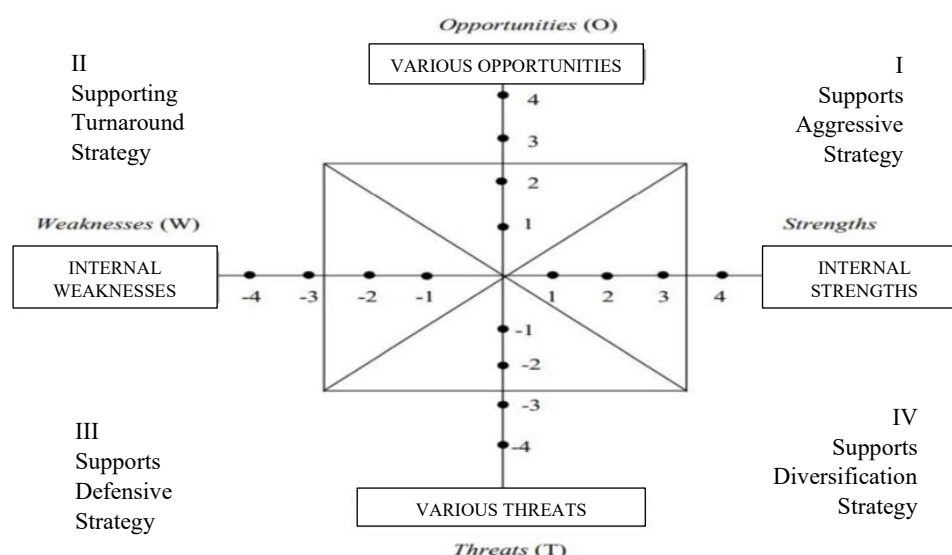 Opportunities (O)
VARIOUS OPPORTUNITIES
II
Supporting
Turnaround
Strategy
I
Supports
Aggressive
Strategy
4
3
2
1
Weaknesses (W)
Strengths
INTERNAL
WEAKNESSES
INTERNAL
STRENGTHS
-4 -3 -2 -1 1 2 3 4
-1
-2
-3
-4
III
Supports
Defensive
Strategy
IV
Supports
Diversification
Strategy
VARIOUS THREATS
Threats (T)